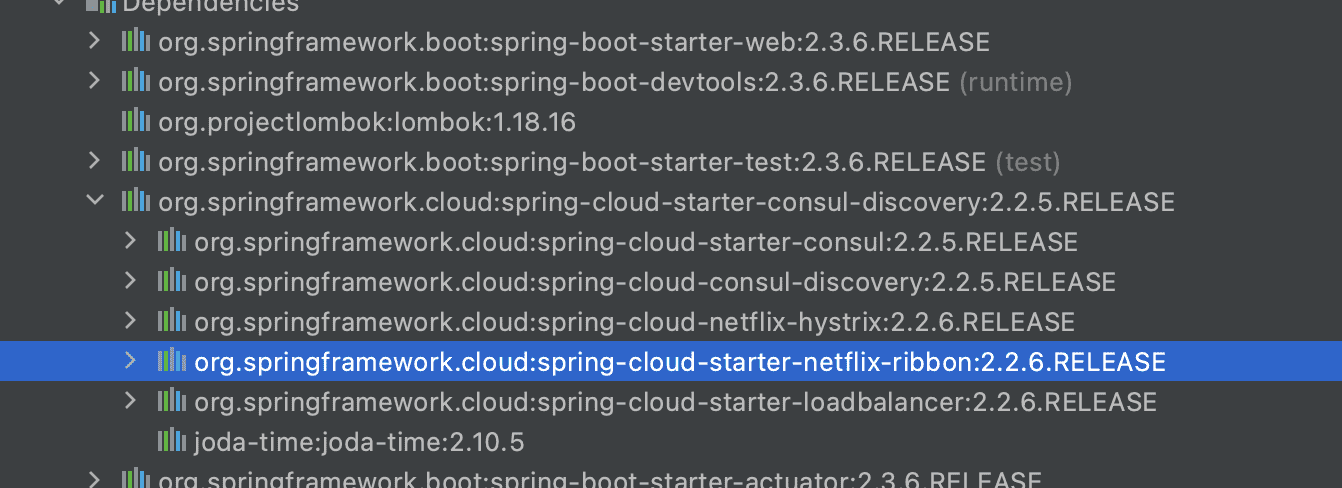 Dependencies
org.springframework.boot:spring-boot-starter-web:2.3.6.RELEASE
org.springframework.boot:spring-boot-devtools:2.3.6.RELEASE (runtime)
org.projectlombok:lombok:1.18.16
org.springframework.boot:spring-boot-starter-test:2.3.6.RELEASE (test)
org.springframework.cloud:spring-cloud-starter-consul-discovery:2.2.5.RELEASE
org.springframework.cloud:spring-cloud-starter-consul:2.2.5.RELEASE
org.springframework.cloud:spring-cloud-consul-discovery:2.2.5.RELEASE
org.springframework.cloud:spring-cloud-netflix-hystrix:2.2.6.RELEASE
org.springframework.cloud:spring-cloud-starter-netflix-ribbon:2.2.6.RELEASE
org.springframework.cloud:spring-cloud-starter-loadbalancer:2.2.6.RELEASE
joda-time:joda-time:2.10.5
org.springframework.boot:spring-boot-starter-actuator:2.3.6.RELEASE